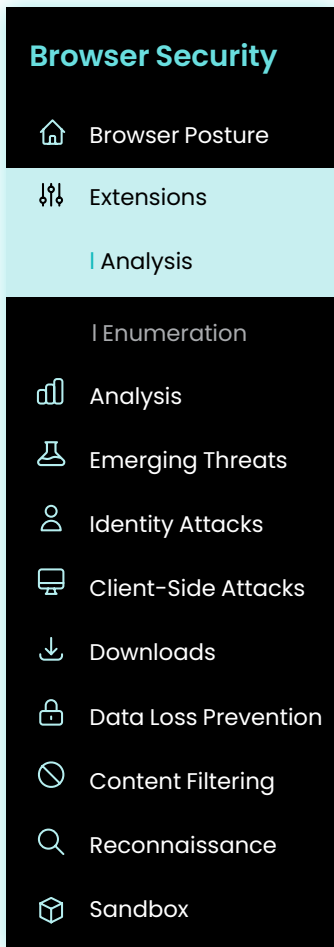 Browser Security
Browser Posture
Extensions
| Analysis
| Enumeration
Analysis
Emerging Threats
Identity Attacks
Client-Side Attacks
Downloads
Data Loss Prevention
Content Filtering
Reconnaissance
Sandbox